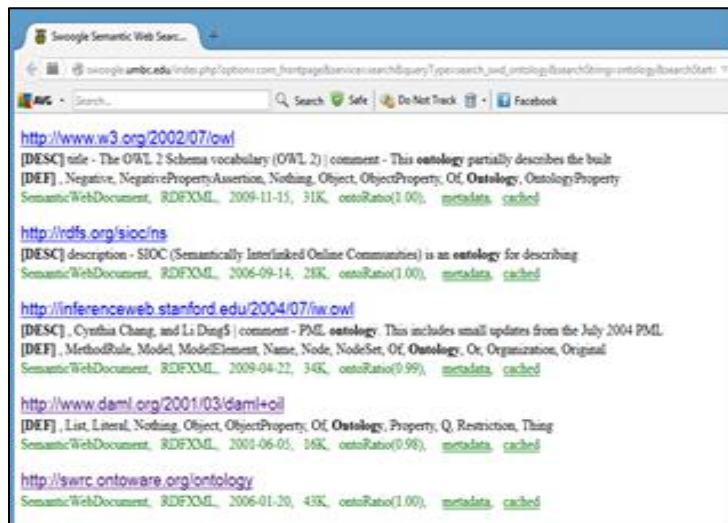 Swoogle Semantic Web Searc...
swoogle.umbc.edu/index.php?option=com_frontpage&service=search&queryType=search_swd_ontology&searchString=ontology&searchStart=
AVG Search... Search Safe Do Not Track Facebook
http://www.w3.org/2002/07/owl
[DESC] title - The OWL 2 Schema vocabulary (OWL 2) | comment - This ontology partially describes the built
[DEF] , Negative, NegativePropertyAssertion, Nothing, Object, ObjectProperty, Of, Ontology, OntologyProperty
SemanticWebDocument, RDFXML, 2009-11-15, 31K, ontoRatio(1.00), metadata, cached
http://rdfs.org/sioc/ns
[DESC] description - SIOC (Semantically Interlinked Online Communities) is an ontology for describing
SemanticWebDocument, RDFXML, 2006-09-14, 28K, ontoRatio(1.00), metadata, cached
http://inferenceweb.stanford.edu/2004/07/iw.owl
[DESC] , Cynthia Chang, and Li Ding$ | comment - PML ontology. This includes small updates from the July 2004 PML
[DEF] , MethodRule, Model, ModelElement, Name, Node, NodeSet, Of, Ontology, Or, Organization, Original
SemanticWebDocument, RDFXML, 2009-04-22, 34K, ontoRatio(0.99), metadata, cached
http://www.daml.org/2001/03/daml+oil
[DEF] , List, Literal, Nothing, Object, ObjectProperty, Of, Ontology, Property, Q, Restriction, Thing
SemanticWebDocument, RDFXML, 2001-06-05, 16K, ontoRatio(0.98), metadata, cached
http://swrc.ontoware.org/ontology
SemanticWebDocument, RDFXML, 2006-01-20, 43K, ontoRatio(1.00), metadata, cached